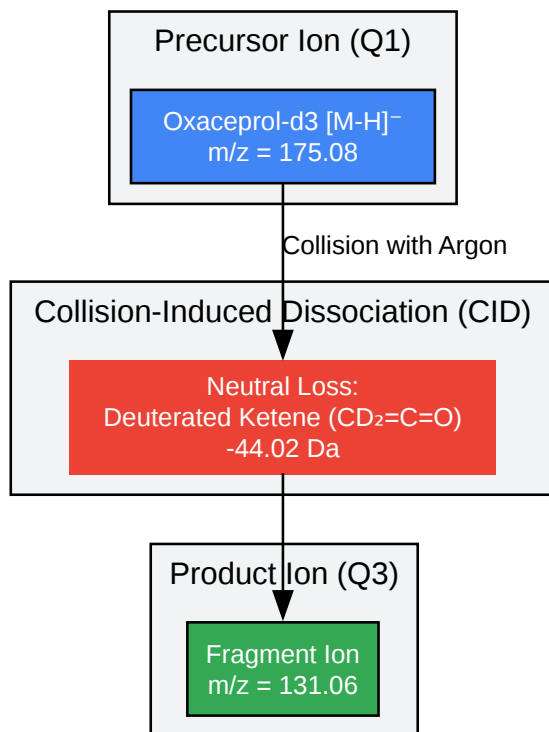 Precursor Ion (Q1)
Oxaceprol-d3 [M-H]⁻
m/z = 175.08
Collision with Argon
Collision-Induced Dissociation (CID)
Neutral Loss:
Deuterated Ketene (CD₂=C=O)
-44.02 Da
Product Ion (Q3)
Fragment Ion
m/z = 131.06